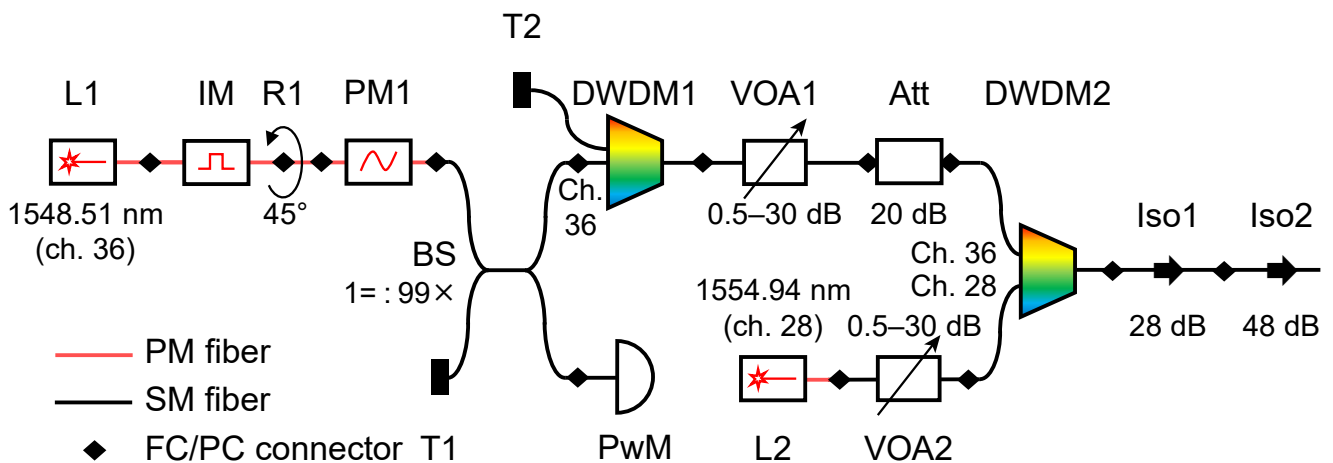 T2
L1 IM R1 PM1 DWDM1 VOA1 Att DWDM2
1548.51 nm
(ch. 36)
45°
Ch.
36
0.5–30 dB
20 dB
BS
1= : 99×
Ch. 36
Ch. 28
Iso1 Iso2
1554.94 nm
(ch. 28)
0.5–30 dB
28 dB 48 dB
PM fiber
SM fiber
FC/PC connector
T1 PwM L2 VOA2